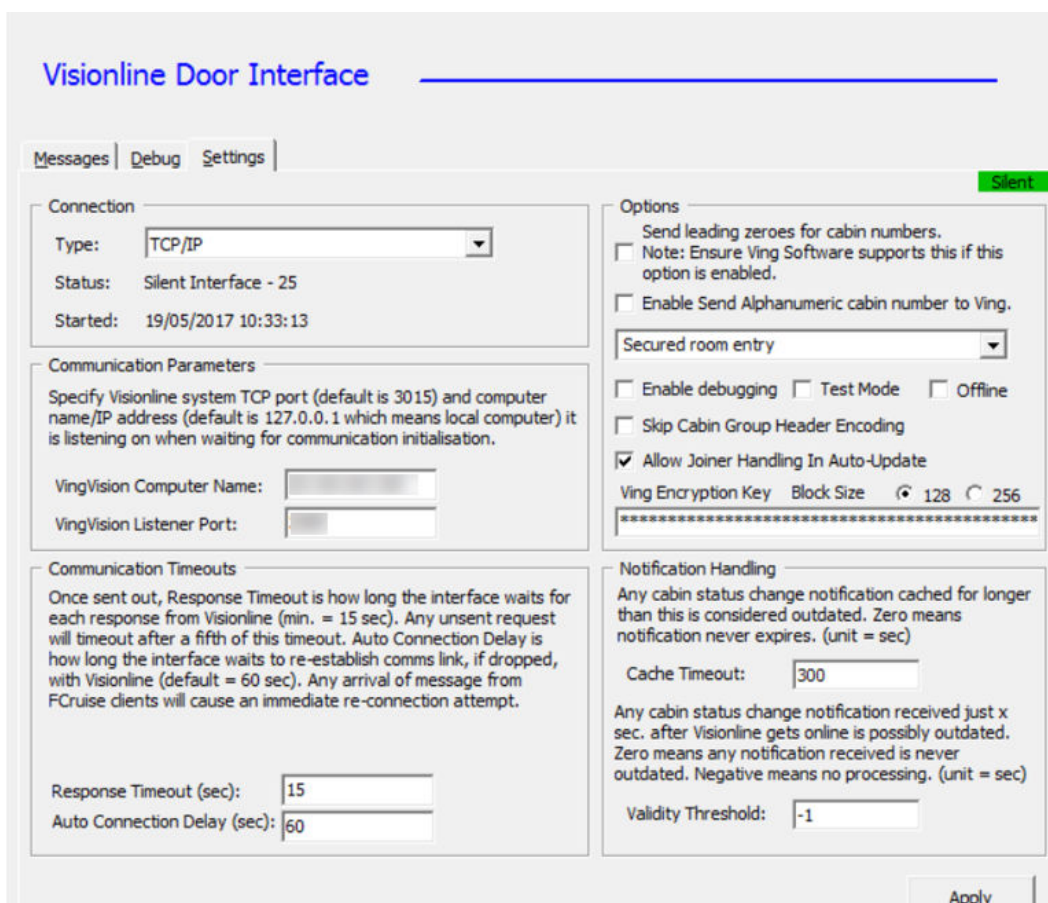 Visionline Door Interface
Messages
Debug
Settings
Silent
Connection
Type:
TCP/IP
Status:
Silent Interface - 25
Started:
19/05/2017 10:33:13
Communication Parameters
Specify Visionline system TCP port (default is 3015) and computer
name/IP address (default is 127.0.0.1 which means local computer) it
is listening on when waiting for communication initialisation.
VingVision Computer Name:
VingVision Listener Port:
Communication Timeouts
Once sent out, Response Timeout is how long the interface waits for
each response from Visionline (min. = 15 sec). Any unsent request
will timeout after a fifth of this timeout. Auto Connection Delay is
how long the interface waits to re-establish comms link, if dropped,
with Visionline (default = 60 sec). Any arrival of message from
FCruise clients will cause an immediate re-connection attempt.
Response Timeout (sec):
15
Auto Connection Delay (sec):
60
Options
Send leading zeroes for cabin numbers.
Note: Ensure Ving Software supports this if this
option is enabled.
Enable Send Alphanumeric cabin number to Ving.
Secured room entry
Enable debugging
Test Mode
Offline
Skip Cabin Group Header Encoding
Allow Joiner Handling In Auto-Update
Ving Encryption Key
Block Size
128
256
********************************************
Notification Handling
Any cabin status change notification cached for longer
than this is considered outdated. Zero means
notification never expires. (unit = sec)
Cache Timeout:
300
Any cabin status change notification received just x
sec. after Visionline gets online is possibly outdated.
Zero means any notification received is never
outdated. Negative means no processing. (unit = sec)
Validity Threshold:
-1
Apply